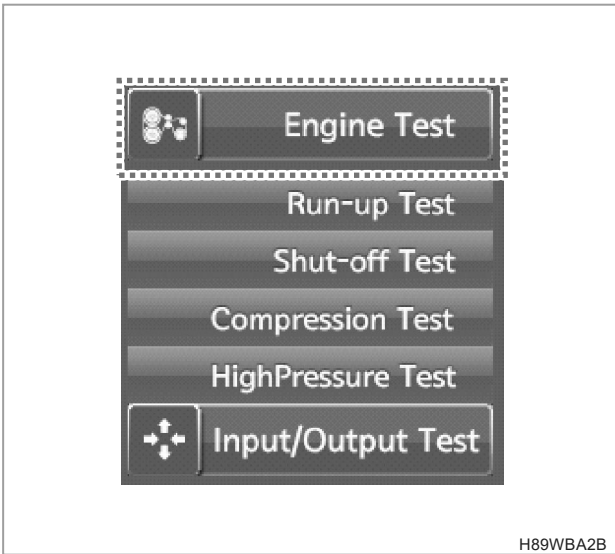 Engine Test
Run-up Test
Shut-off Test
Compression Test
HighPressure Test
Input/Output Test
H89WBA2B